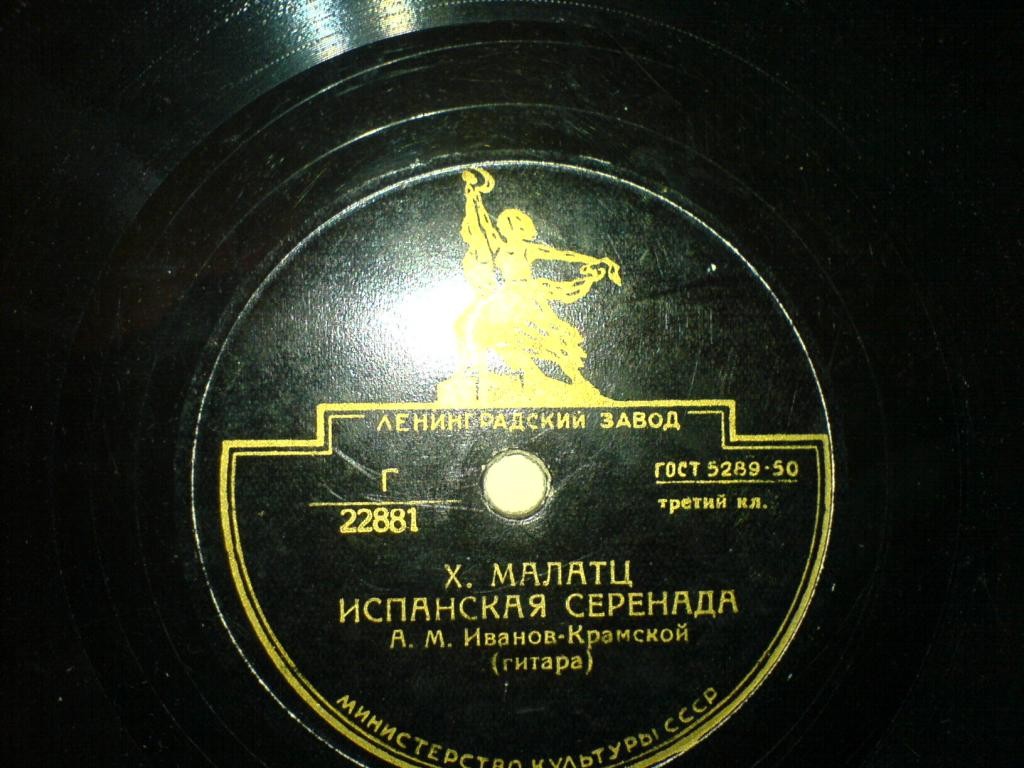 ЛЕНИНГРАДСКИЙ ЗАВОД
Г
22881
ГОСТ 5289-50
третий кл.
Х. МАЛАТЦ
ИСПАНСКАЯ СЕРЕНАДА
А. М. Иванов-Крамской
(гитара)
МИНИСТЕРСТВО КУЛЬТУРЫ СССР